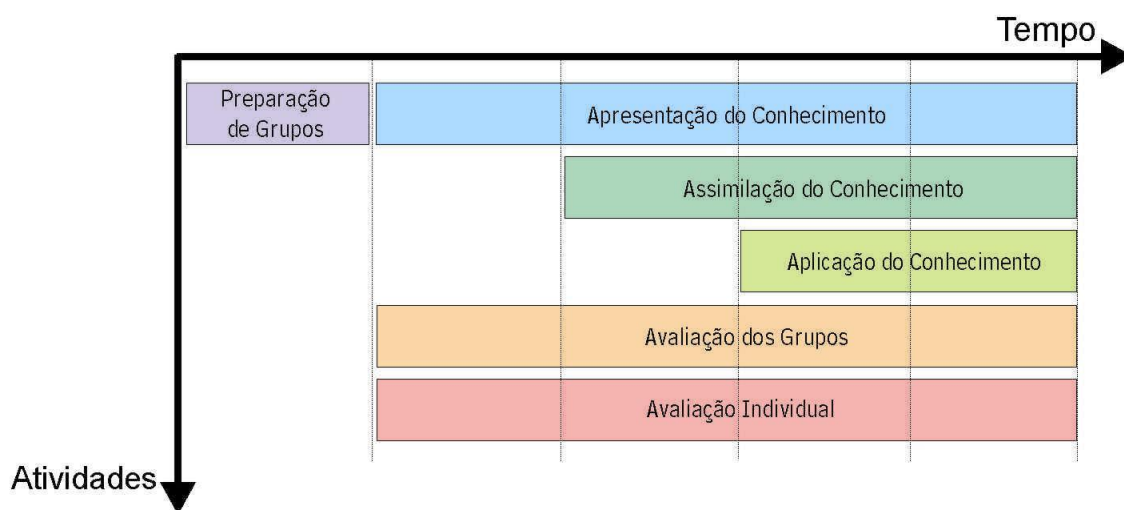 Tempo
Preparação
de Grupos
Apresentação do Conhecimento
Assimilação do Conhecimento
Aplicação do Conhecimento
Avaliação dos Grupos
Avaliação Individual
Atividades